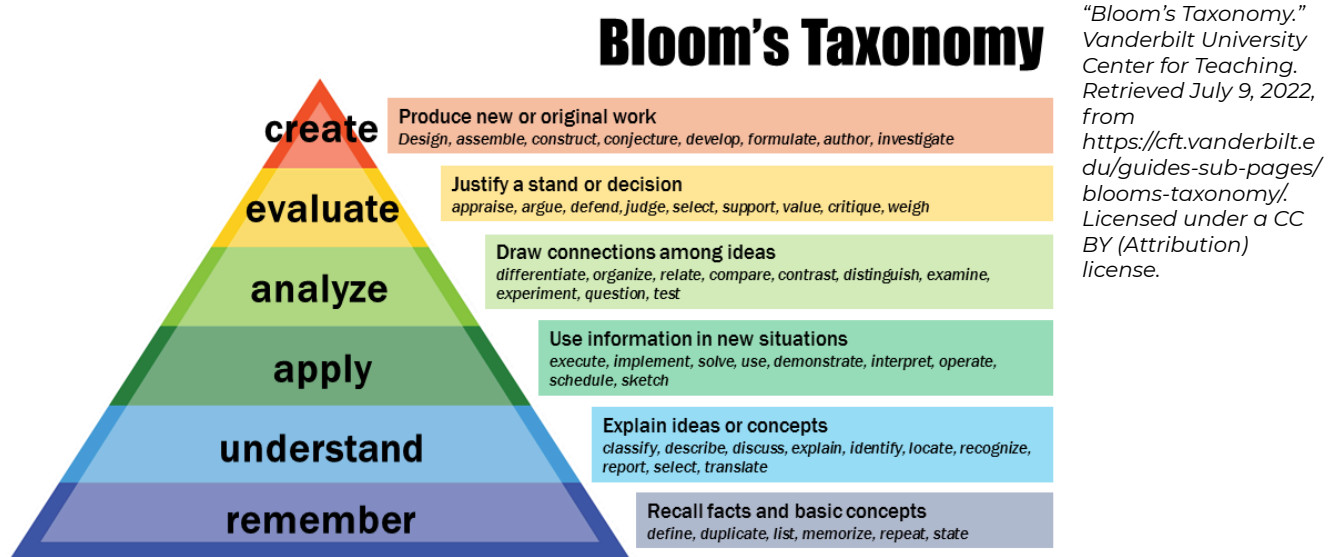 Bloom's Taxonomy
create
Produce new or original work
Design, assemble, construct, conjecture, develop, formulate, author, investigate
evaluate
Justify a stand or decision
appraise, argue, defend, judge, select, support, value, critique, weigh
analyze
Draw connections among ideas
differentiate, organize, relate, compare, contrast, distinguish, examine,
experiment, question, test
apply
Use information in new situations
execute, implement, solve, use, demonstrate, interpret, operate,
schedule, sketch
understand
Explain ideas or concepts
classify, describe, discuss, explain, identify, locate, recognize,
report, select, translate
remember
Recall facts and basic concepts
define, duplicate, list, memorize, repeat, state
“Bloom’s Taxonomy.”
Vanderbilt University
Center for Teaching.
Retrieved July 9, 2022,
from
https://cft.vanderbilt.e
du/guides-sub-pages/
blooms-taxonomy/.
Licensed under a CC
BY (Attribution)
license.